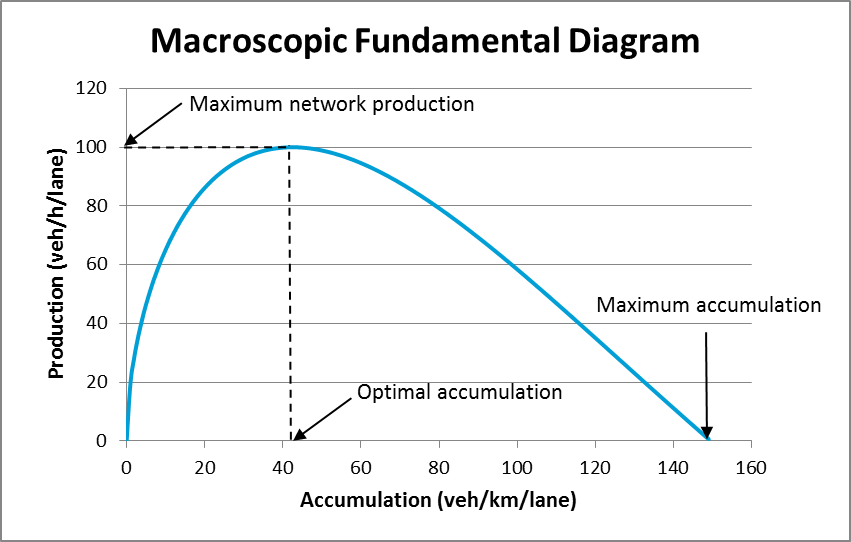 Macroscopic Fundamental Diagram
120
Maximum network production
100
80
60
40
20
0
Production (veh/h/lane)
Maximum accumulation
Optimal accumulation
0 20 40 60 80 100 120 140 160
Accumulation (veh/km/lane)